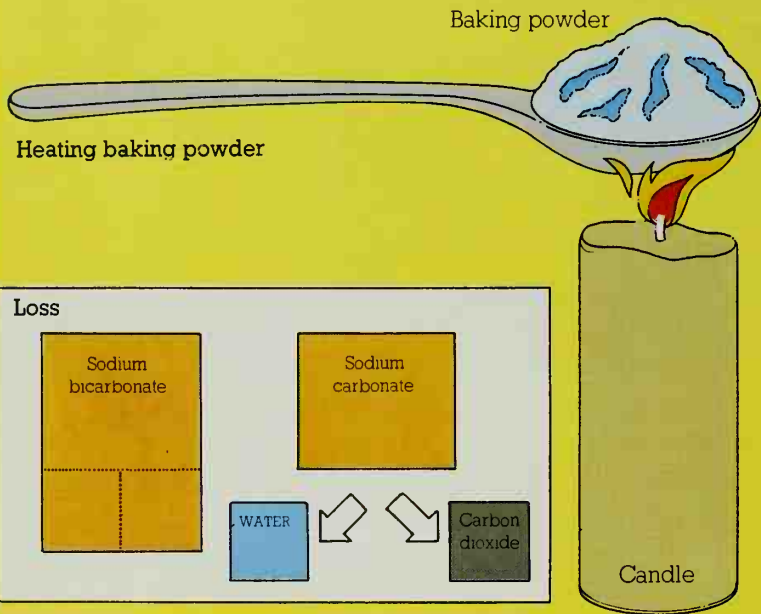 Baking powder
Heating baking powder
Loss
Sodium
bicarbonate
Sodium
carbonate
WATER
Carbon
dioxide
Candle